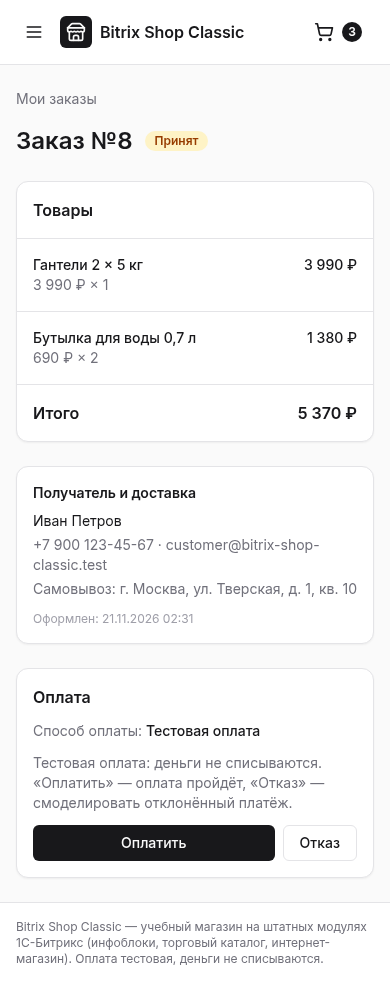 Bitrix Shop Classic
3
Мои заказы
Заказ №8
Принят
Товары
Гантели 2 × 5 кг
3 990 ₽
3 990 ₽ × 1
Бутылка для воды 0,7 л
1 380 ₽
690 ₽ × 2
Итого
5 370 ₽
Получатель и доставка
Иван Петров
+7 900 123-45-67 · customer@bitrix-shop-
classic.test
Самовывоз: г. Москва, ул. Тверская, д. 1, кв. 10
Оформлен: 21.11.2026 02:31
Оплата
Способ оплаты: Тестовая оплата
Тестовая оплата: деньги не списываются.
«Оплатить» — оплата пройдёт, «Отказ» —
смоделировать отклонённый платёж.
Оплатить
Отказ
Bitrix Shop Classic — учебный магазин на штатных модулях
1С-Битрикс (инфоблоки, торговый каталог, интернет-
магазин). Оплата тестовая, деньги не списываются.